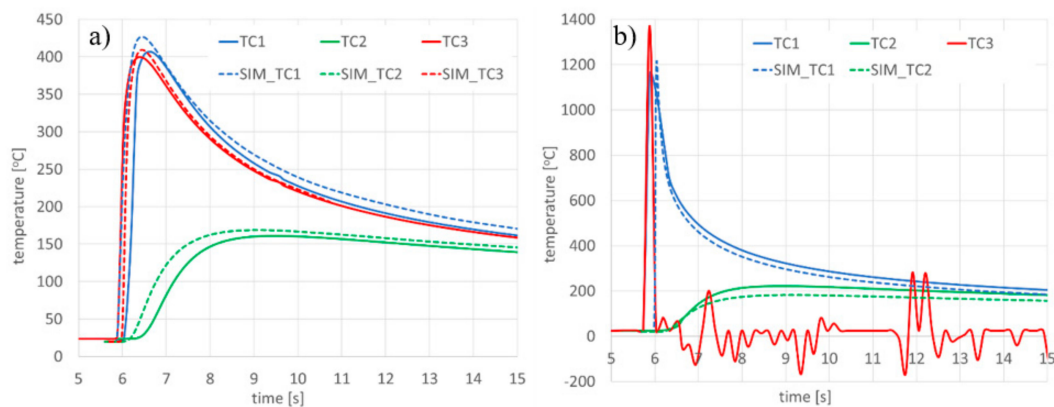 a)
TC1 TC2 TC3
SIM_TC1 SIM_TC2 SIM_TC3
temperature [°C]
450
400
350
300
250
200
150
100
50
0
5 6 7 8 9 10 11 12 13 14 15
time [s]
b)
TC1 TC2 TC3
SIM_TC1 SIM_TC2
temperature [°C]
1400
1200
1000
800
600
400
200
0
-200
5 6 7 8 9 10 11 12 13 14 15
time [s]